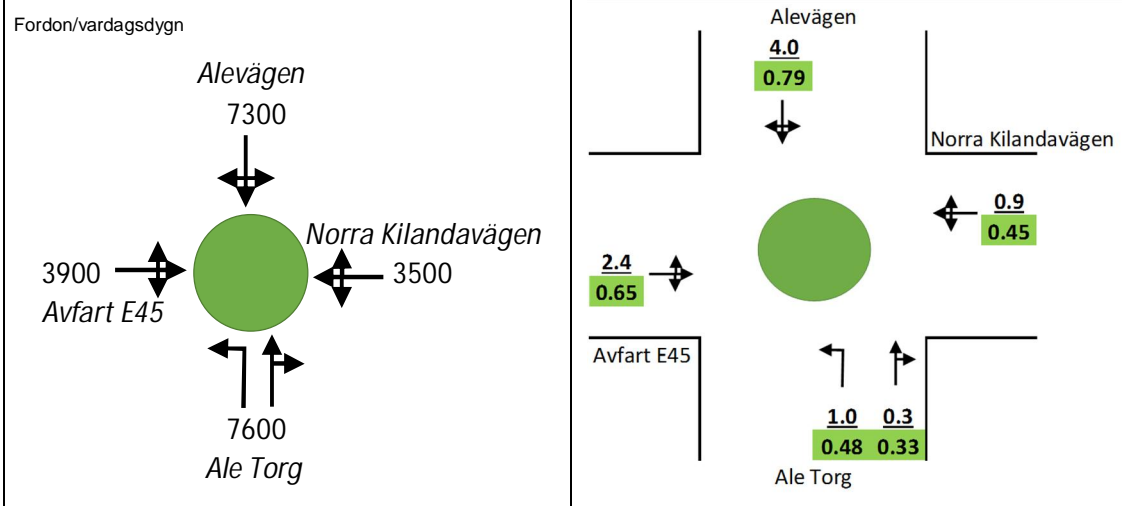 Fordon/vardagsdygn
Alevägen
7300
Norra Kilandavägen
3900
3500
Avfart E45
7600
Ale Torg
Alevägen
4.0
0.79
Norra Kilandavägen
0.9
0.45
2.4
0.65
Avfart E45
1.0 0.3
0.48 0.33
Ale Torg